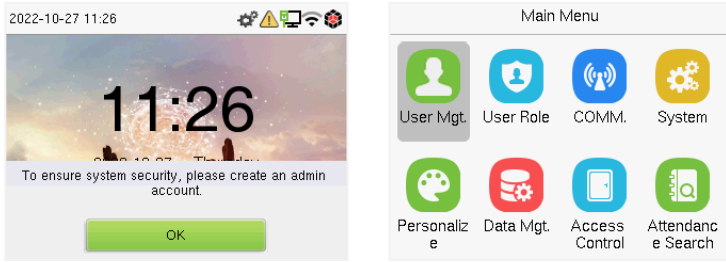 2022-10-27 11:26
11:26
To ensure system security, please create an admin
account.
OK
Main Menu
User Mgt.
User Role
COMM.
System
Personaliz
e
Data Mgt.
Access
Control
Attendanc
e Search